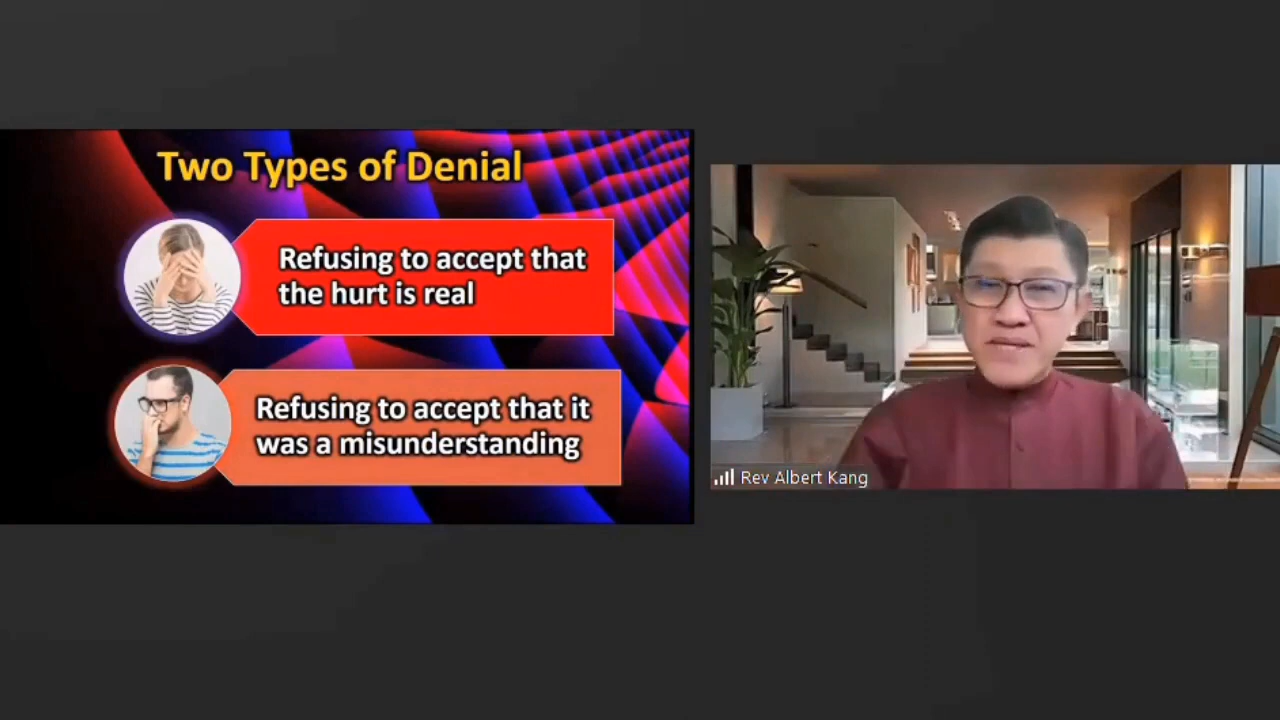 Two Types of Denial
Refusing to accept that
the hurt is real
Refusing to accept that it
was a misunderstanding
Rev Albert Kang